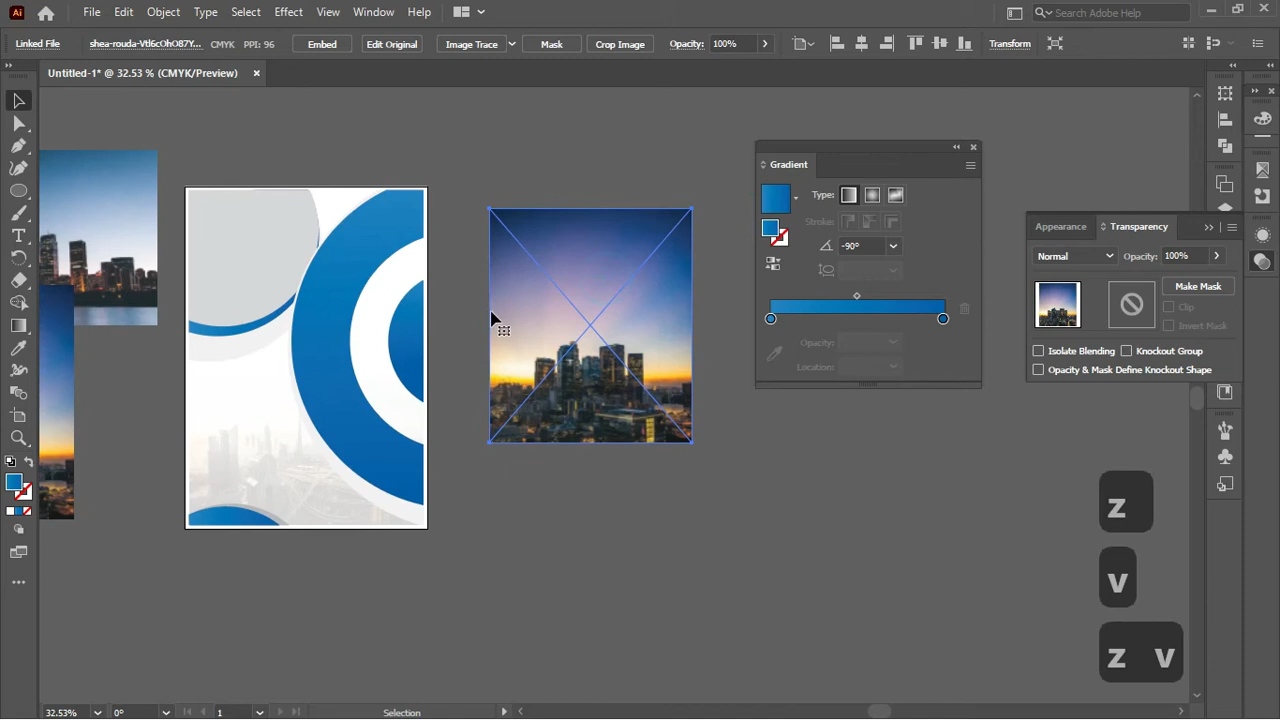 Ai File Edit Object Type Select Effect View Window Help Search Adobe Help
Linked File shea-rouda-Vtl6cOhO87Y... CMYK PPI: 96 Embed Edit Original Image Trace Mask Crop Image Opacity: 100% Transform
Untitled-1* @ 32.53 % (CMYK/Preview)
Gradient
Type:
Stroke:
-90°
Opacity:
Location:
Appearance Transparency
Normal Opacity: 100%
Make Mask
Clip
Invert Mask
Isolate Blending Knockout Group
Opacity & Mask Define Knockout Shape
z
v
z v
32.53% 0° 1 Selection